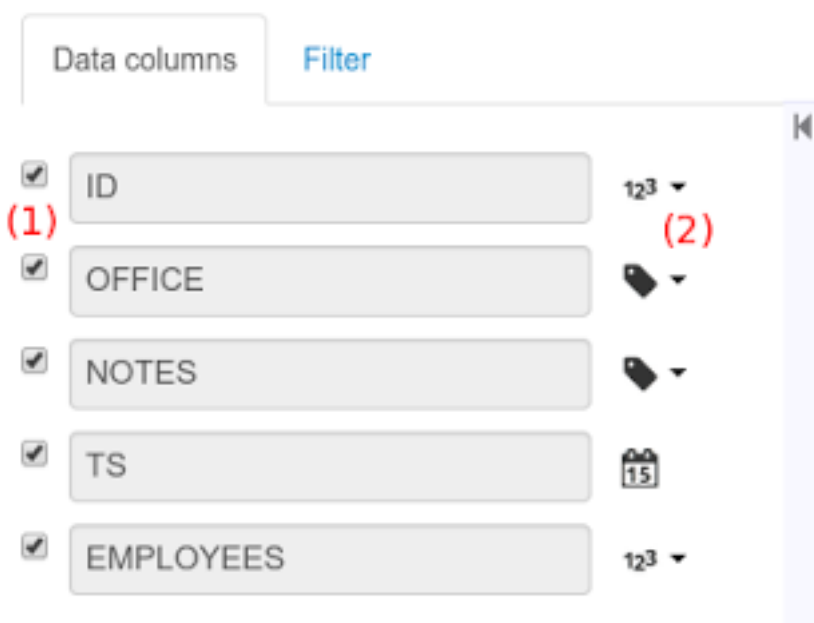 Data columns Filter
ID 123
(1) (2)
OFFICE
NOTES
TS 15
EMPLOYEES 123